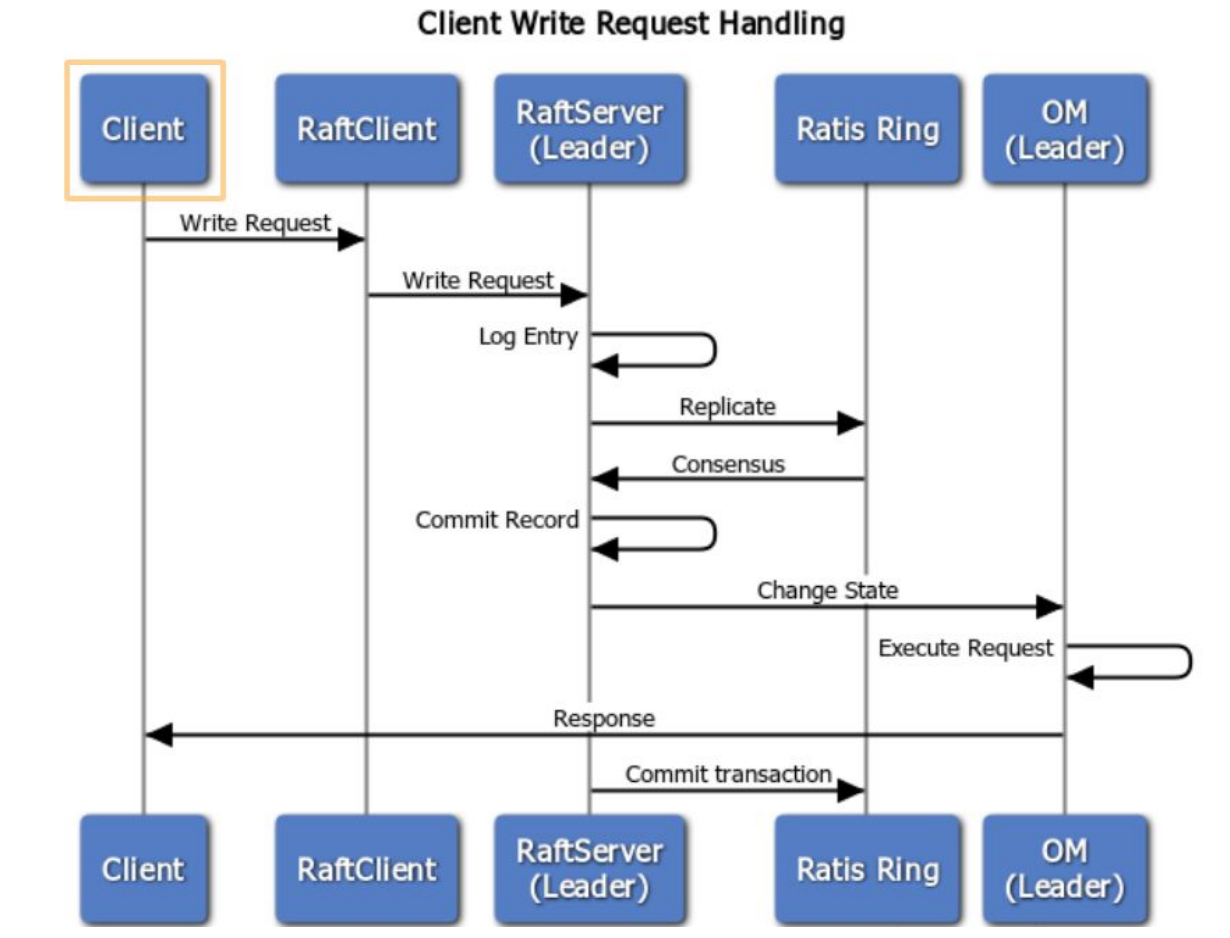 Client Write Request Handling
Client
RaftClient
RaftServer
(Leader)
Ratis Ring
OM
(Leader)
Write Request
Write Request
Log Entry
Replicate
Consensus
Commit Record
Change State
Execute Request
Response
Commit transaction
Client
RaftClient
RaftServer
(Leader)
Ratis Ring
OM
(Leader)